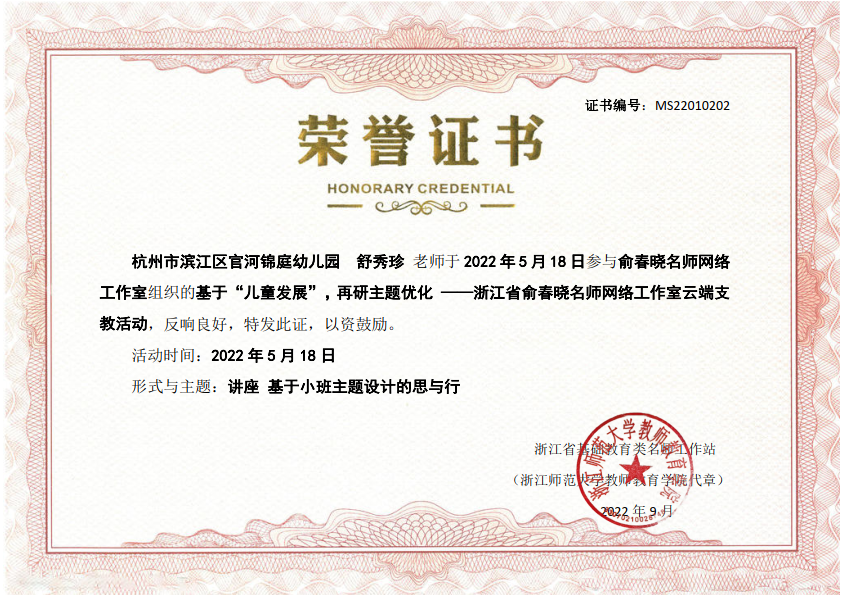 证书编号：MS22010202
荣誉证书
HONORARY CREDENTIAL
杭州市滨江区官河锦庭幼儿园 舒秀珍 老师于 2022 年 5 月 18 日参与俞春晓名师网络
工作室组织的基于“儿童发展”，再研主题优化 ——浙江省俞春晓名师网络工作室云端支
教活动，反响良好，特发此证，以资鼓励。
活动时间：2022 年 5 月 18 日
形式与主题：讲座 基于小班主题设计的思与行
浙江省基础教育类名师工作站
（浙江师范大学教师教育学院代章）
2022 年 9 月
浙江师范大学教师教育学院